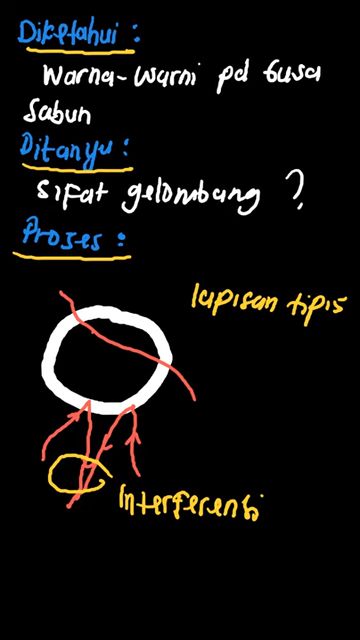 Diketahui :
warna-warni pd busa
sabun
Ditanya :
sifat gelombang ?
Proses :
lapisan tipis
Interferensi